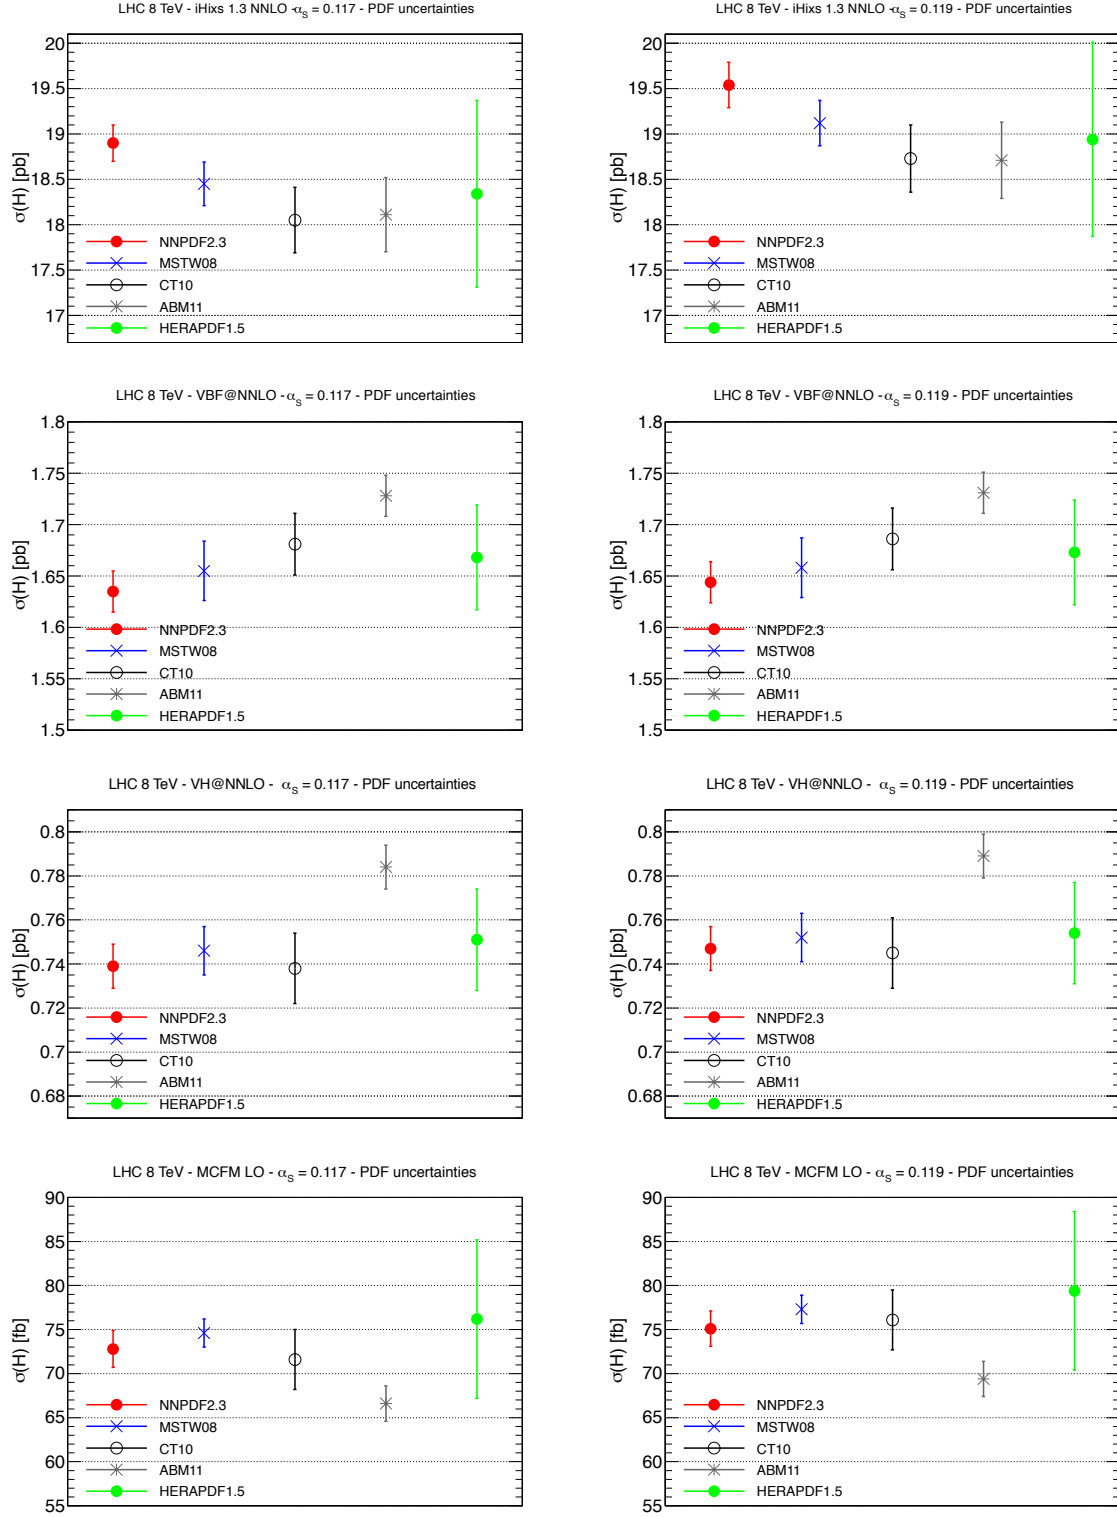 LHC 8 TeV - iHixs 1.3 NNLO -α_S = 0.117 - PDF uncertainties
20
19.5
19
18.5
18
17.5
17
σ(H) [pb]
NNPDF2.3
MSTW08
CT10
ABM11
HERAPDF1.5
LHC 8 TeV - iHixs 1.3 NNLO -α_S = 0.119 - PDF uncertainties
20
19.5
19
18.5
18
17.5
17
σ(H) [pb]
NNPDF2.3
MSTW08
CT10
ABM11
HERAPDF1.5
LHC 8 TeV - VBF@NNLO - α_S = 0.117 - PDF uncertainties
1.8
1.75
1.7
1.65
1.6
1.55
1.5
σ(H) [pb]
NNPDF2.3
MSTW08
CT10
ABM11
HERAPDF1.5
LHC 8 TeV - VBF@NNLO - α_S = 0.119 - PDF uncertainties
1.8
1.75
1.7
1.65
1.6
1.55
1.5
σ(H) [pb]
NNPDF2.3
MSTW08
CT10
ABM11
HERAPDF1.5
LHC 8 TeV - VH@NNLO - α_S = 0.117 - PDF uncertainties
0.8
0.78
0.76
0.74
0.72
0.7
0.68
σ(H) [pb]
NNPDF2.3
MSTW08
CT10
ABM11
HERAPDF1.5
LHC 8 TeV - VH@NNLO - α_S = 0.119 - PDF uncertainties
0.8
0.78
0.76
0.74
0.72
0.7
0.68
σ(H) [pb]
NNPDF2.3
MSTW08
CT10
ABM11
HERAPDF1.5
LHC 8 TeV - MCFM LO - α_S = 0.117 - PDF uncertainties
90
85
80
75
70
65
60
55
σ(H) [fb]
NNPDF2.3
MSTW08
CT10
ABM11
HERAPDF1.5
LHC 8 TeV - MCFM LO - α_S = 0.119 - PDF uncertainties
90
85
80
75
70
65
60
55
σ(H) [fb]
NNPDF2.3
MSTW08
CT10
ABM11
HERAPDF1.5